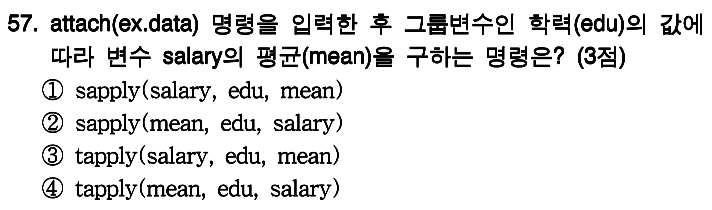 57. attach(ex.data) 명령을 입력한 후 그룹변수인 학력(edu)의 값에
따라 변수 salary의 평균(mean)을 구하는 명령은? (3점)
① sapply(salary, edu, mean)
② sapply(mean, edu, salary)
③ tapply(salary, edu, mean)
④ tapply(mean, edu, salary)